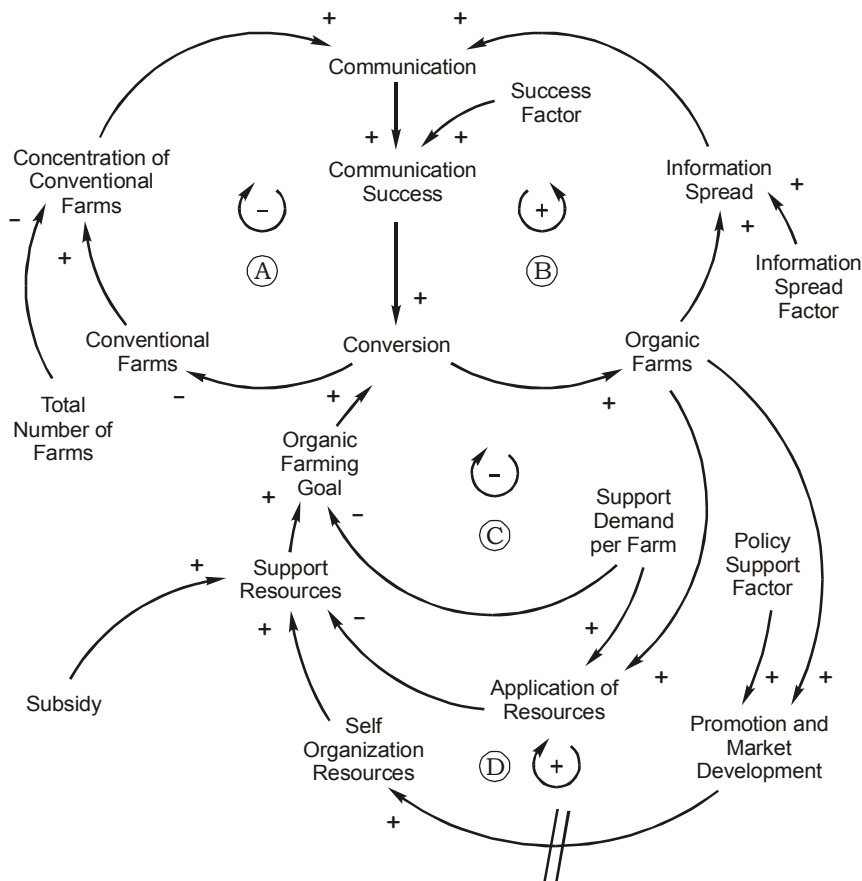 + +
Communication
Success
Factor
+ +
Concentration of
Conventional
Farms
Communication
Success
Information
Spread
+
-
+
-
+
+
A
B
Information
Spread
Factor
+
Conventional
Farms
Conversion
Organic
Farms
-
+
+
Total
Number of
Farms
Organic
Farming
Goal
-
+
-
C
Support
Demand
per Farm
Policy
Support
Factor
+
Support
Resources
+
-
+
+
+
+
Subsidy
Application of
Resources
Self
Organization
Resources
Promotion and
Market
Development
D
+
+